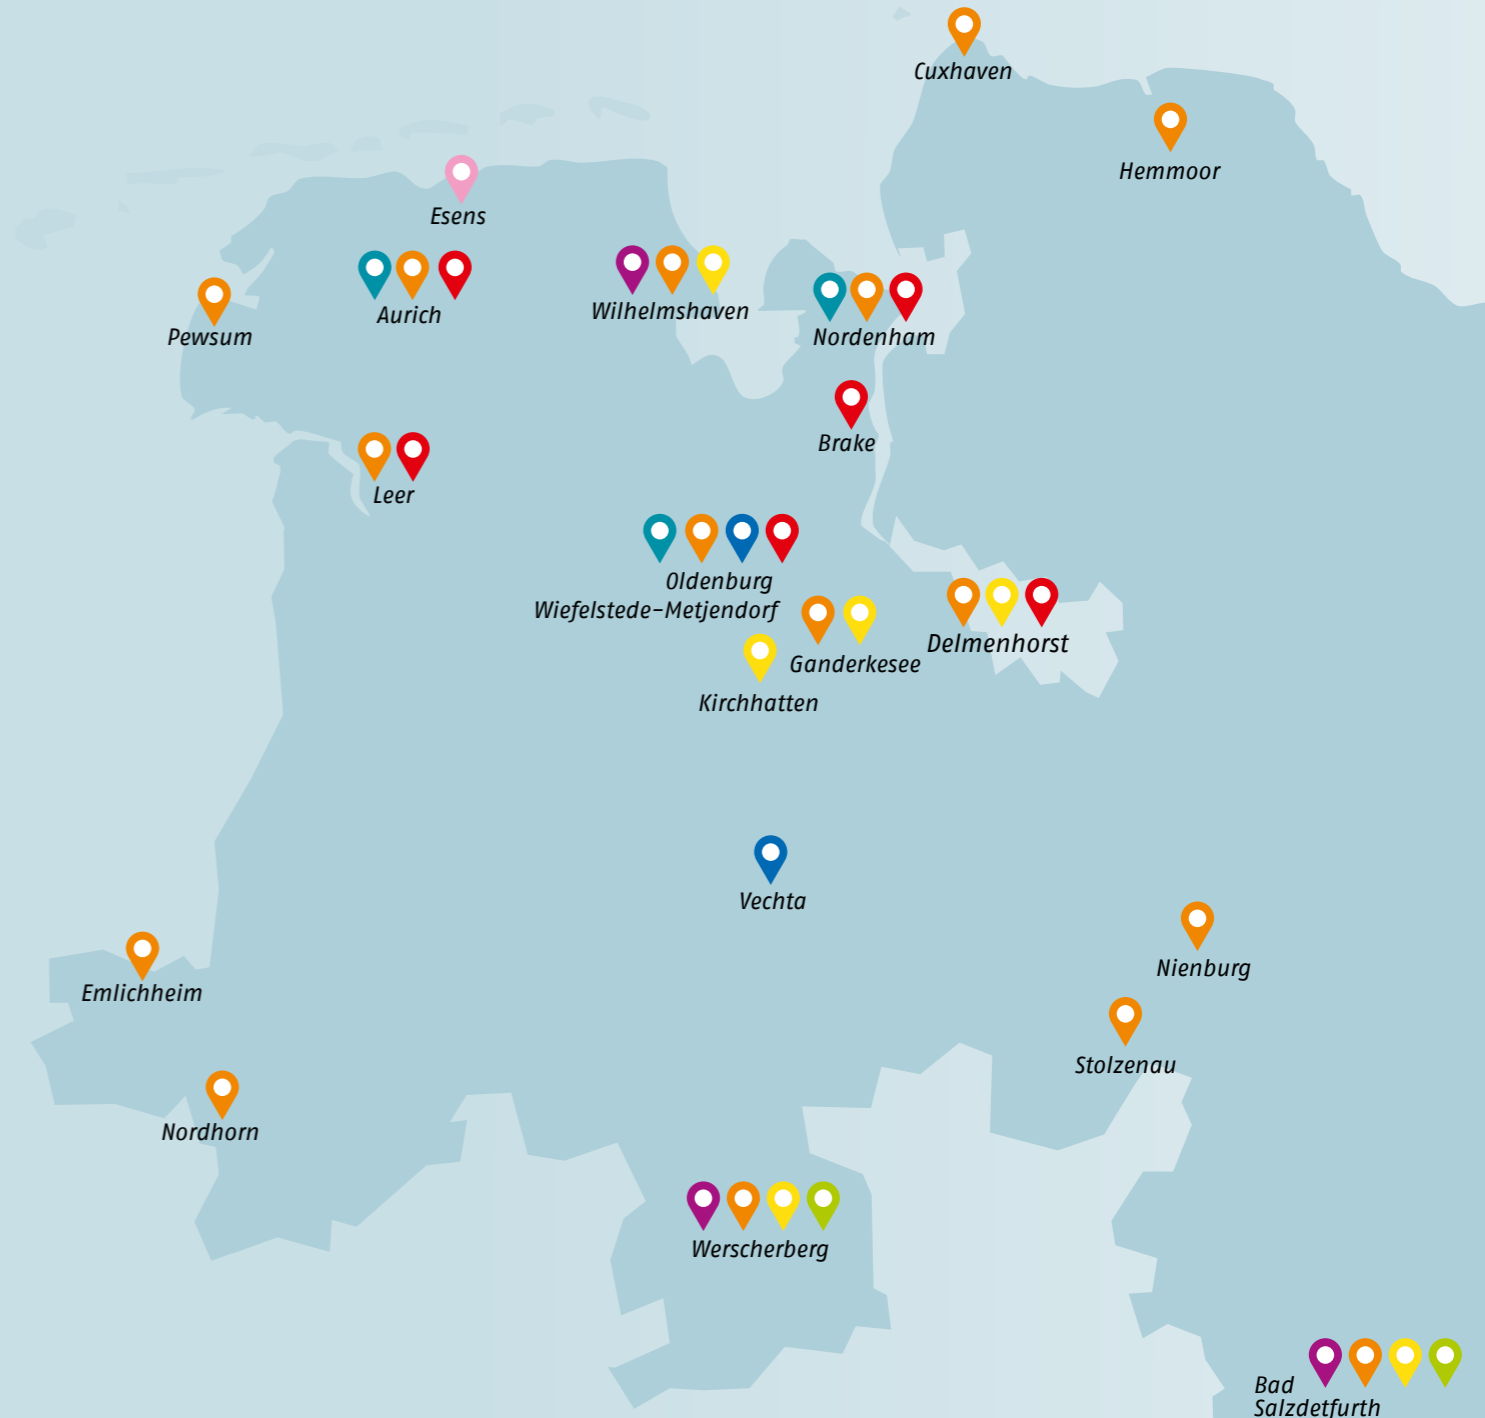 Cuxhaven
Hemmoor
Esens
Aurich
Wilhelmshaven
Pewsum
Nordenham
Brake
Leer
Oldenburg
Wiefelstede-Metjendorf
Delmenhorst
Ganderkesee
Kirchhatten
Vechta
Nienburg
Emlichheim
Stolzenau
Nordhorn
Werscherberg
Bad
Salzdetfurth